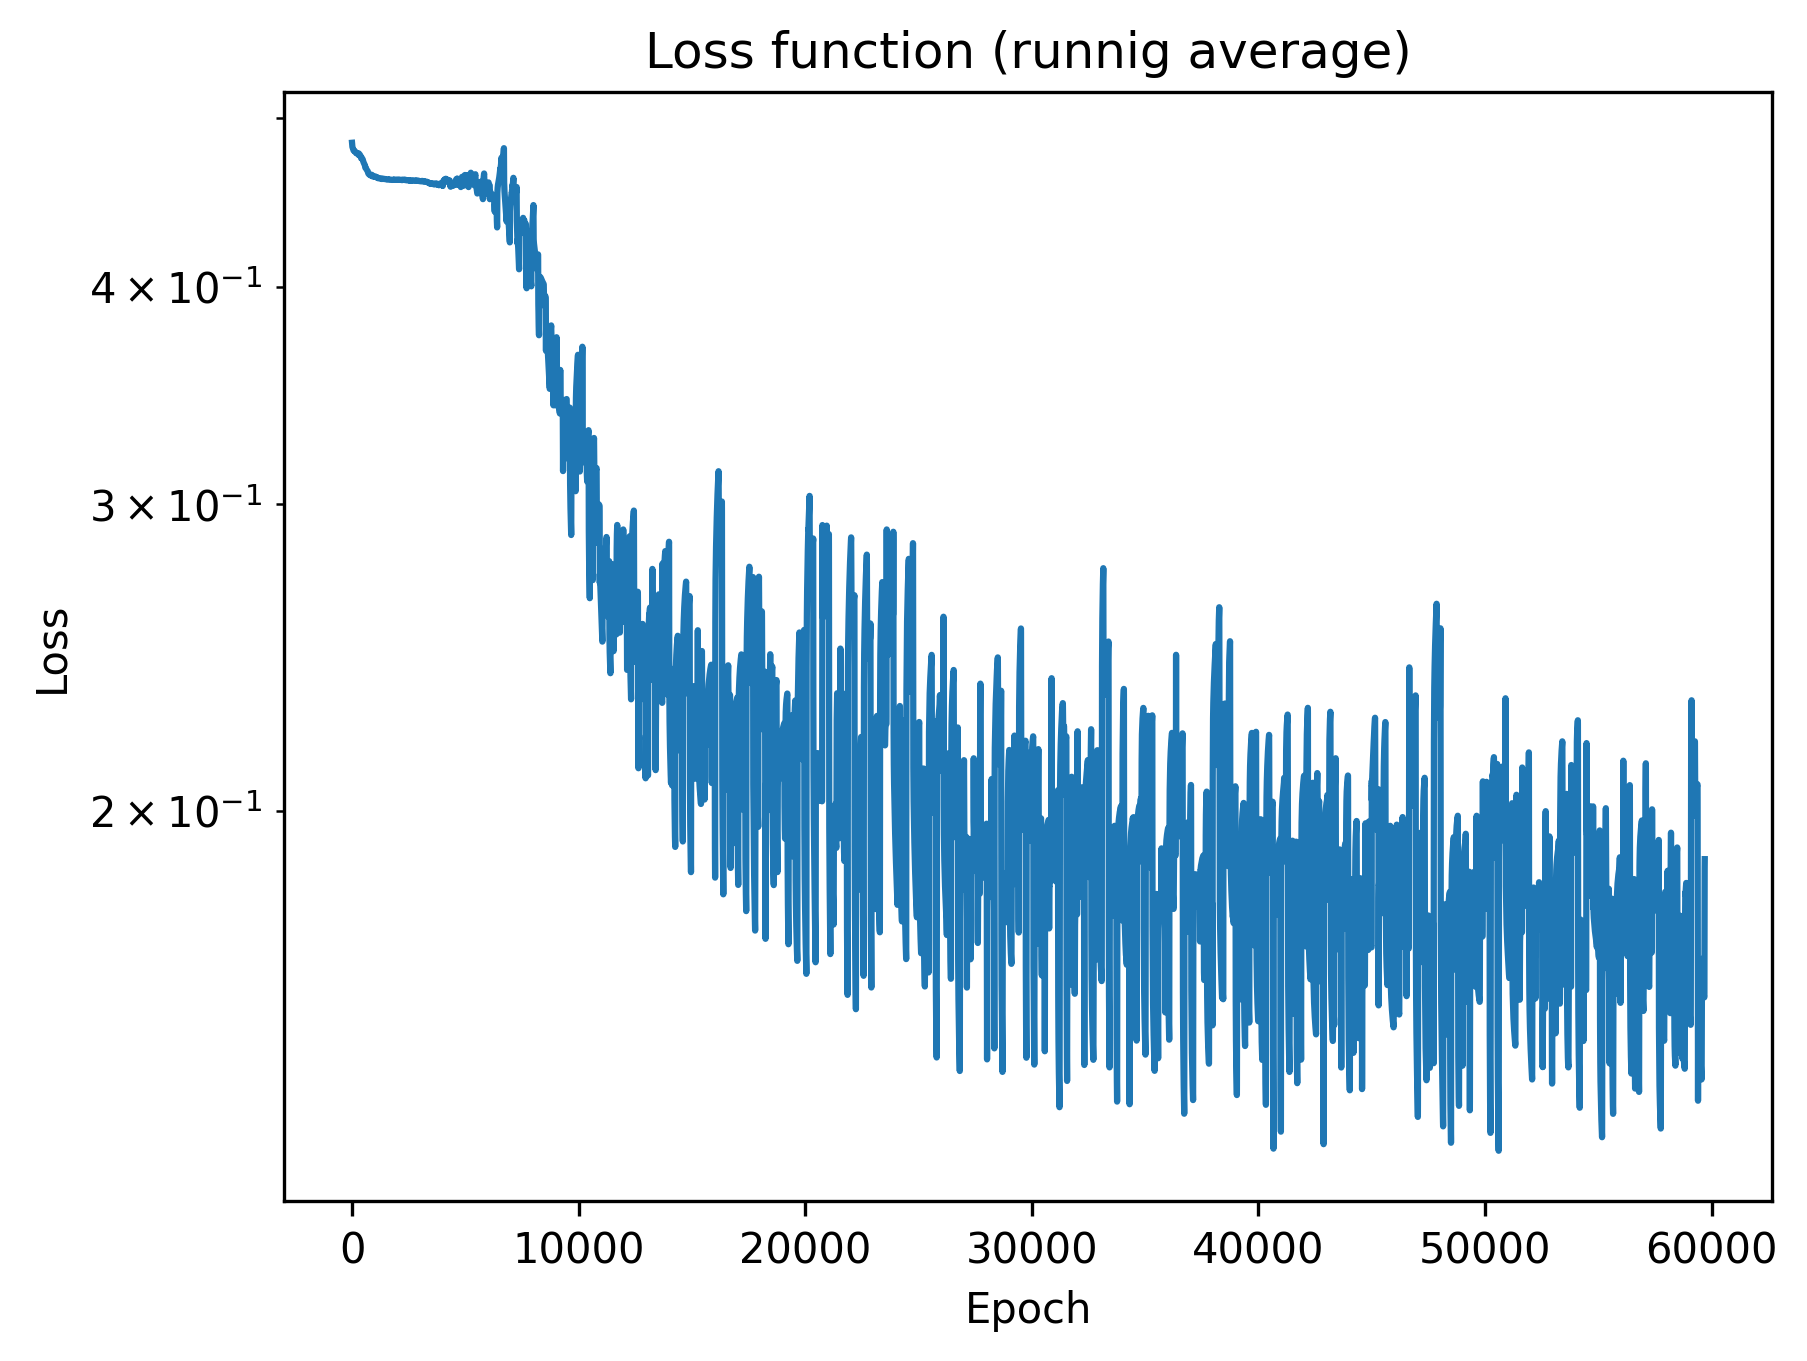 Loss function (runnig average)
4 × 10⁻¹
3 × 10⁻¹
2 × 10⁻¹
Loss
0 10000 20000 30000 40000 50000 60000
Epoch